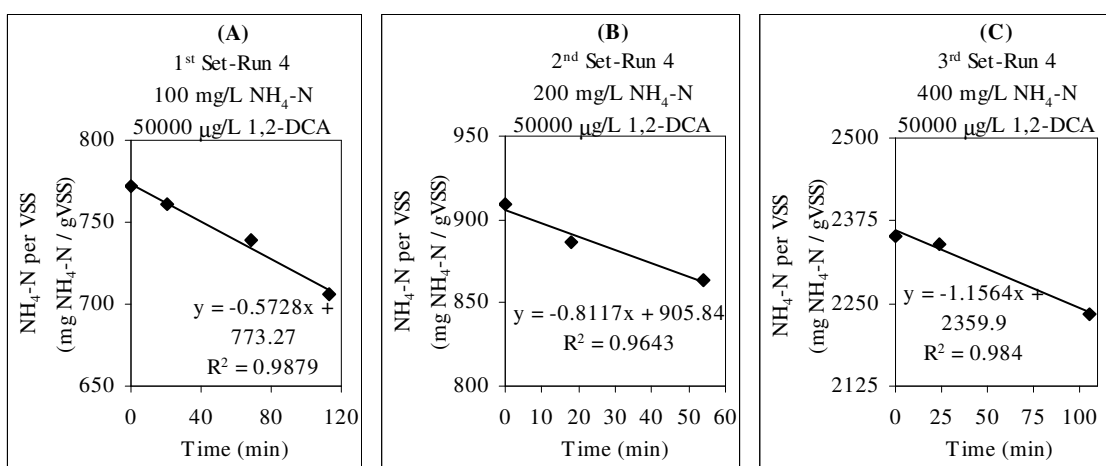 (A)
1st Set-Run 4
100 mg/L NH4-N
50000 µg/L 1,2-DCA
800
750
700
650
NH4-N per VSS
(mg NH4-N / gVSS)
y = -0.5728x +
773.27
R2 = 0.9879
0 40 80 120
Time (min)
(B)
2nd Set-Run 4
200 mg/L NH4-N
50000 µg/L 1,2-DCA
950
900
850
800
NH4-N per VSS
(mg NH4-N / gVSS)
y = -0.8117x + 905.84
R2 = 0.9643
0 10 20 30 40 50 60
Time (min)
(C)
3rd Set-Run 4
400 mg/L NH4-N
50000 µg/L 1,2-DCA
2500
2375
2250
2125
NH4-N per VSS
(mg NH4-N / gVSS)
y = -1.1564x +
2359.9
R2 = 0.984
0 25 50 75 100
Time (min)